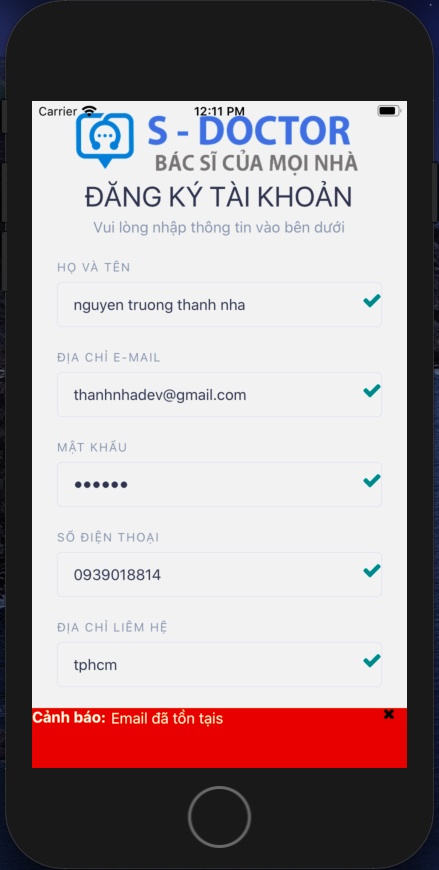 Carrier 12:11 PM
S - DOCTOR
BÁC SĨ CỦA MỌI NHÀ
ĐĂNG KÝ TÀI KHOẢN
Vui lòng nhập thông tin vào bên dưới
HỌ VÀ TÊN
nguyen truong thanh nha
ĐỊA CHỈ E-MAIL
thanhnhadev@gmail.com
MẬT KHẨU
••••••
SỐ ĐIỆN THOẠI
0939018814
ĐỊA CHỈ LIÊM HỆ
tphcm
Cảnh báo: Email đã tồn tạis